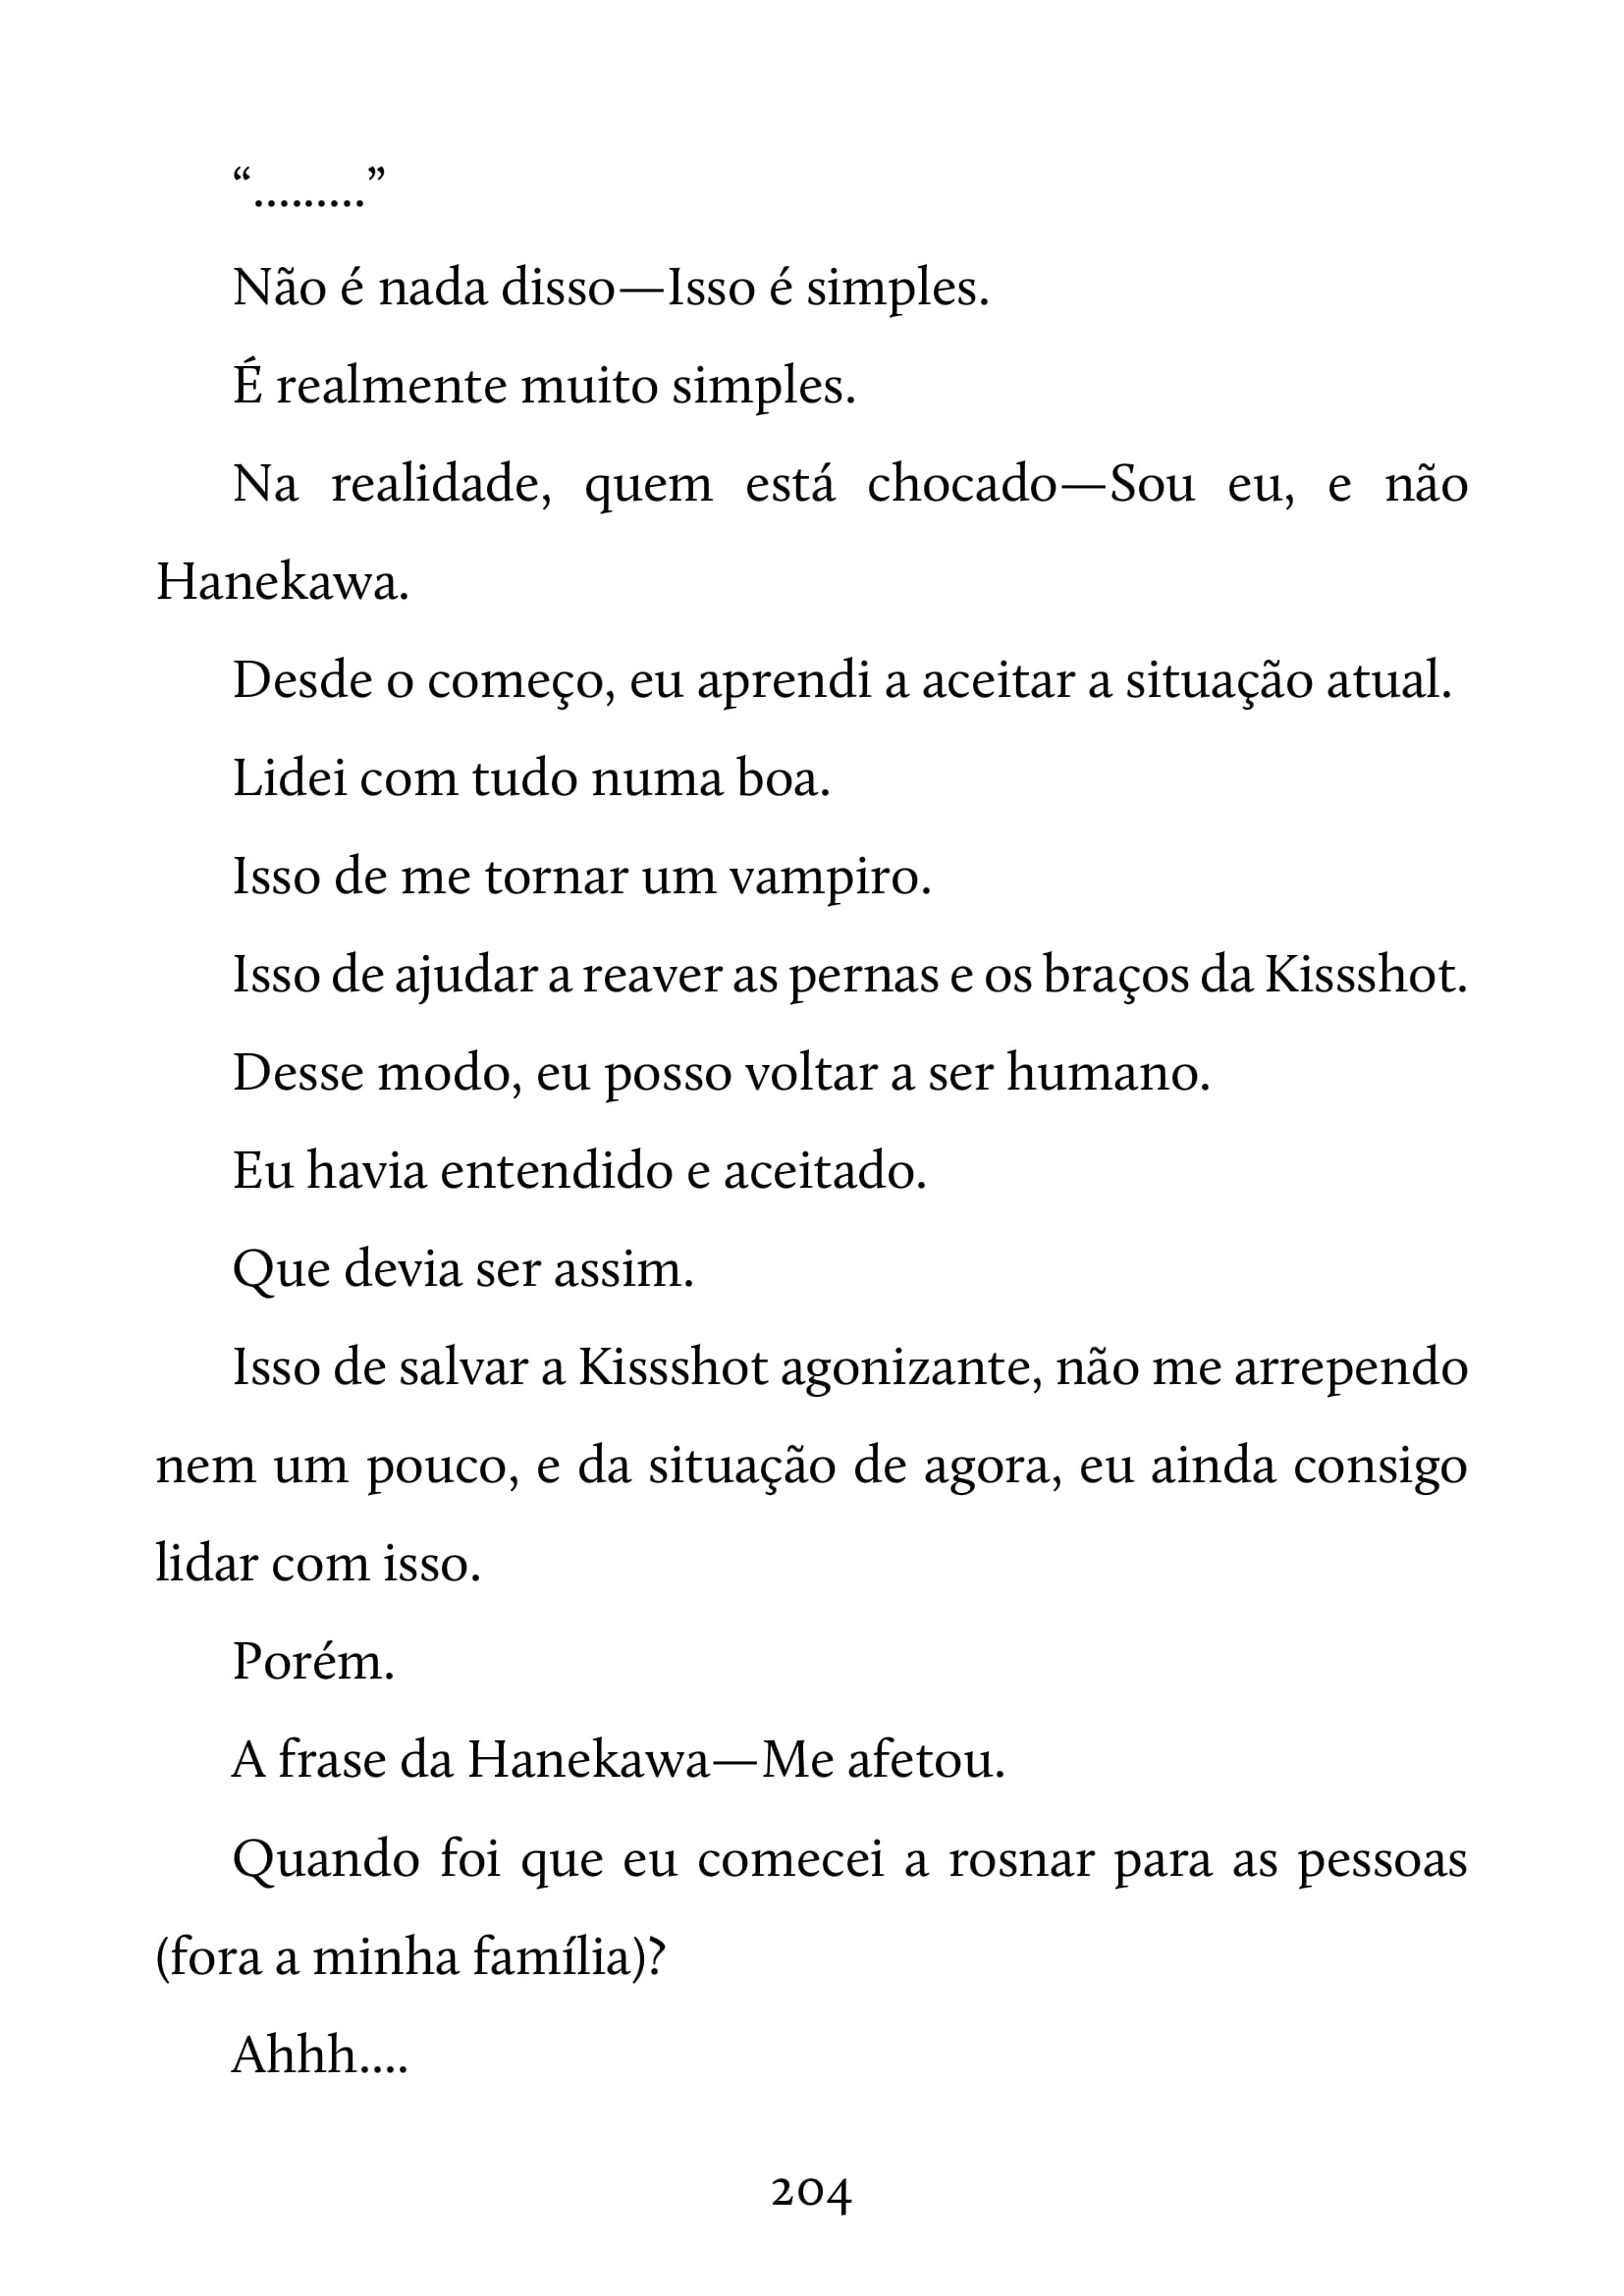 “.........”
Não é nada disso—Isso é simples.
É realmente muito simples.
Na realidade, quem está chocado—Sou eu, e não
Hanekawa.
Desde o começo, eu aprendi a aceitar a situação atual.
Lidei com tudo numa boa.
Isso de me tornar um vampiro.
Isso de ajudar a reaver as pernas e os braços da Kissshot.
Desse modo, eu posso voltar a ser humano.
Eu havia entendido e aceitado.
Que devia ser assim.
Isso de salvar a Kissshot agonizante, não me arrependo
nem um pouco, e da situação de agora, eu ainda consigo
lidar com isso.
Porém.
A frase da Hanekawa—Me afetou.
Quando foi que eu comecei a rosnar para as pessoas
(fora a minha família)?
Ahhh....
204